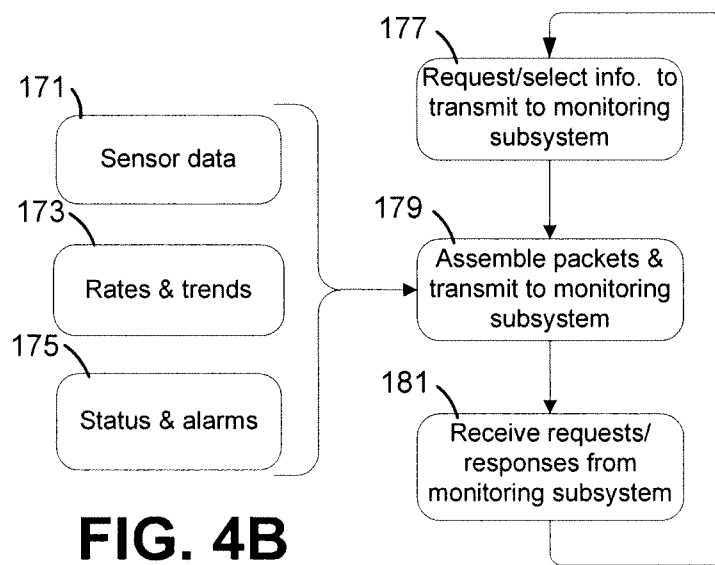 171
Sensor data
173
Rates & trends
175
Status & alarms
177
Request/select info. to
transmit to monitoring
subsystem
179
Assemble packets &
transmit to monitoring
subsystem
181
Receive requests/
responses from
monitoring subsystem
FIG. 4B